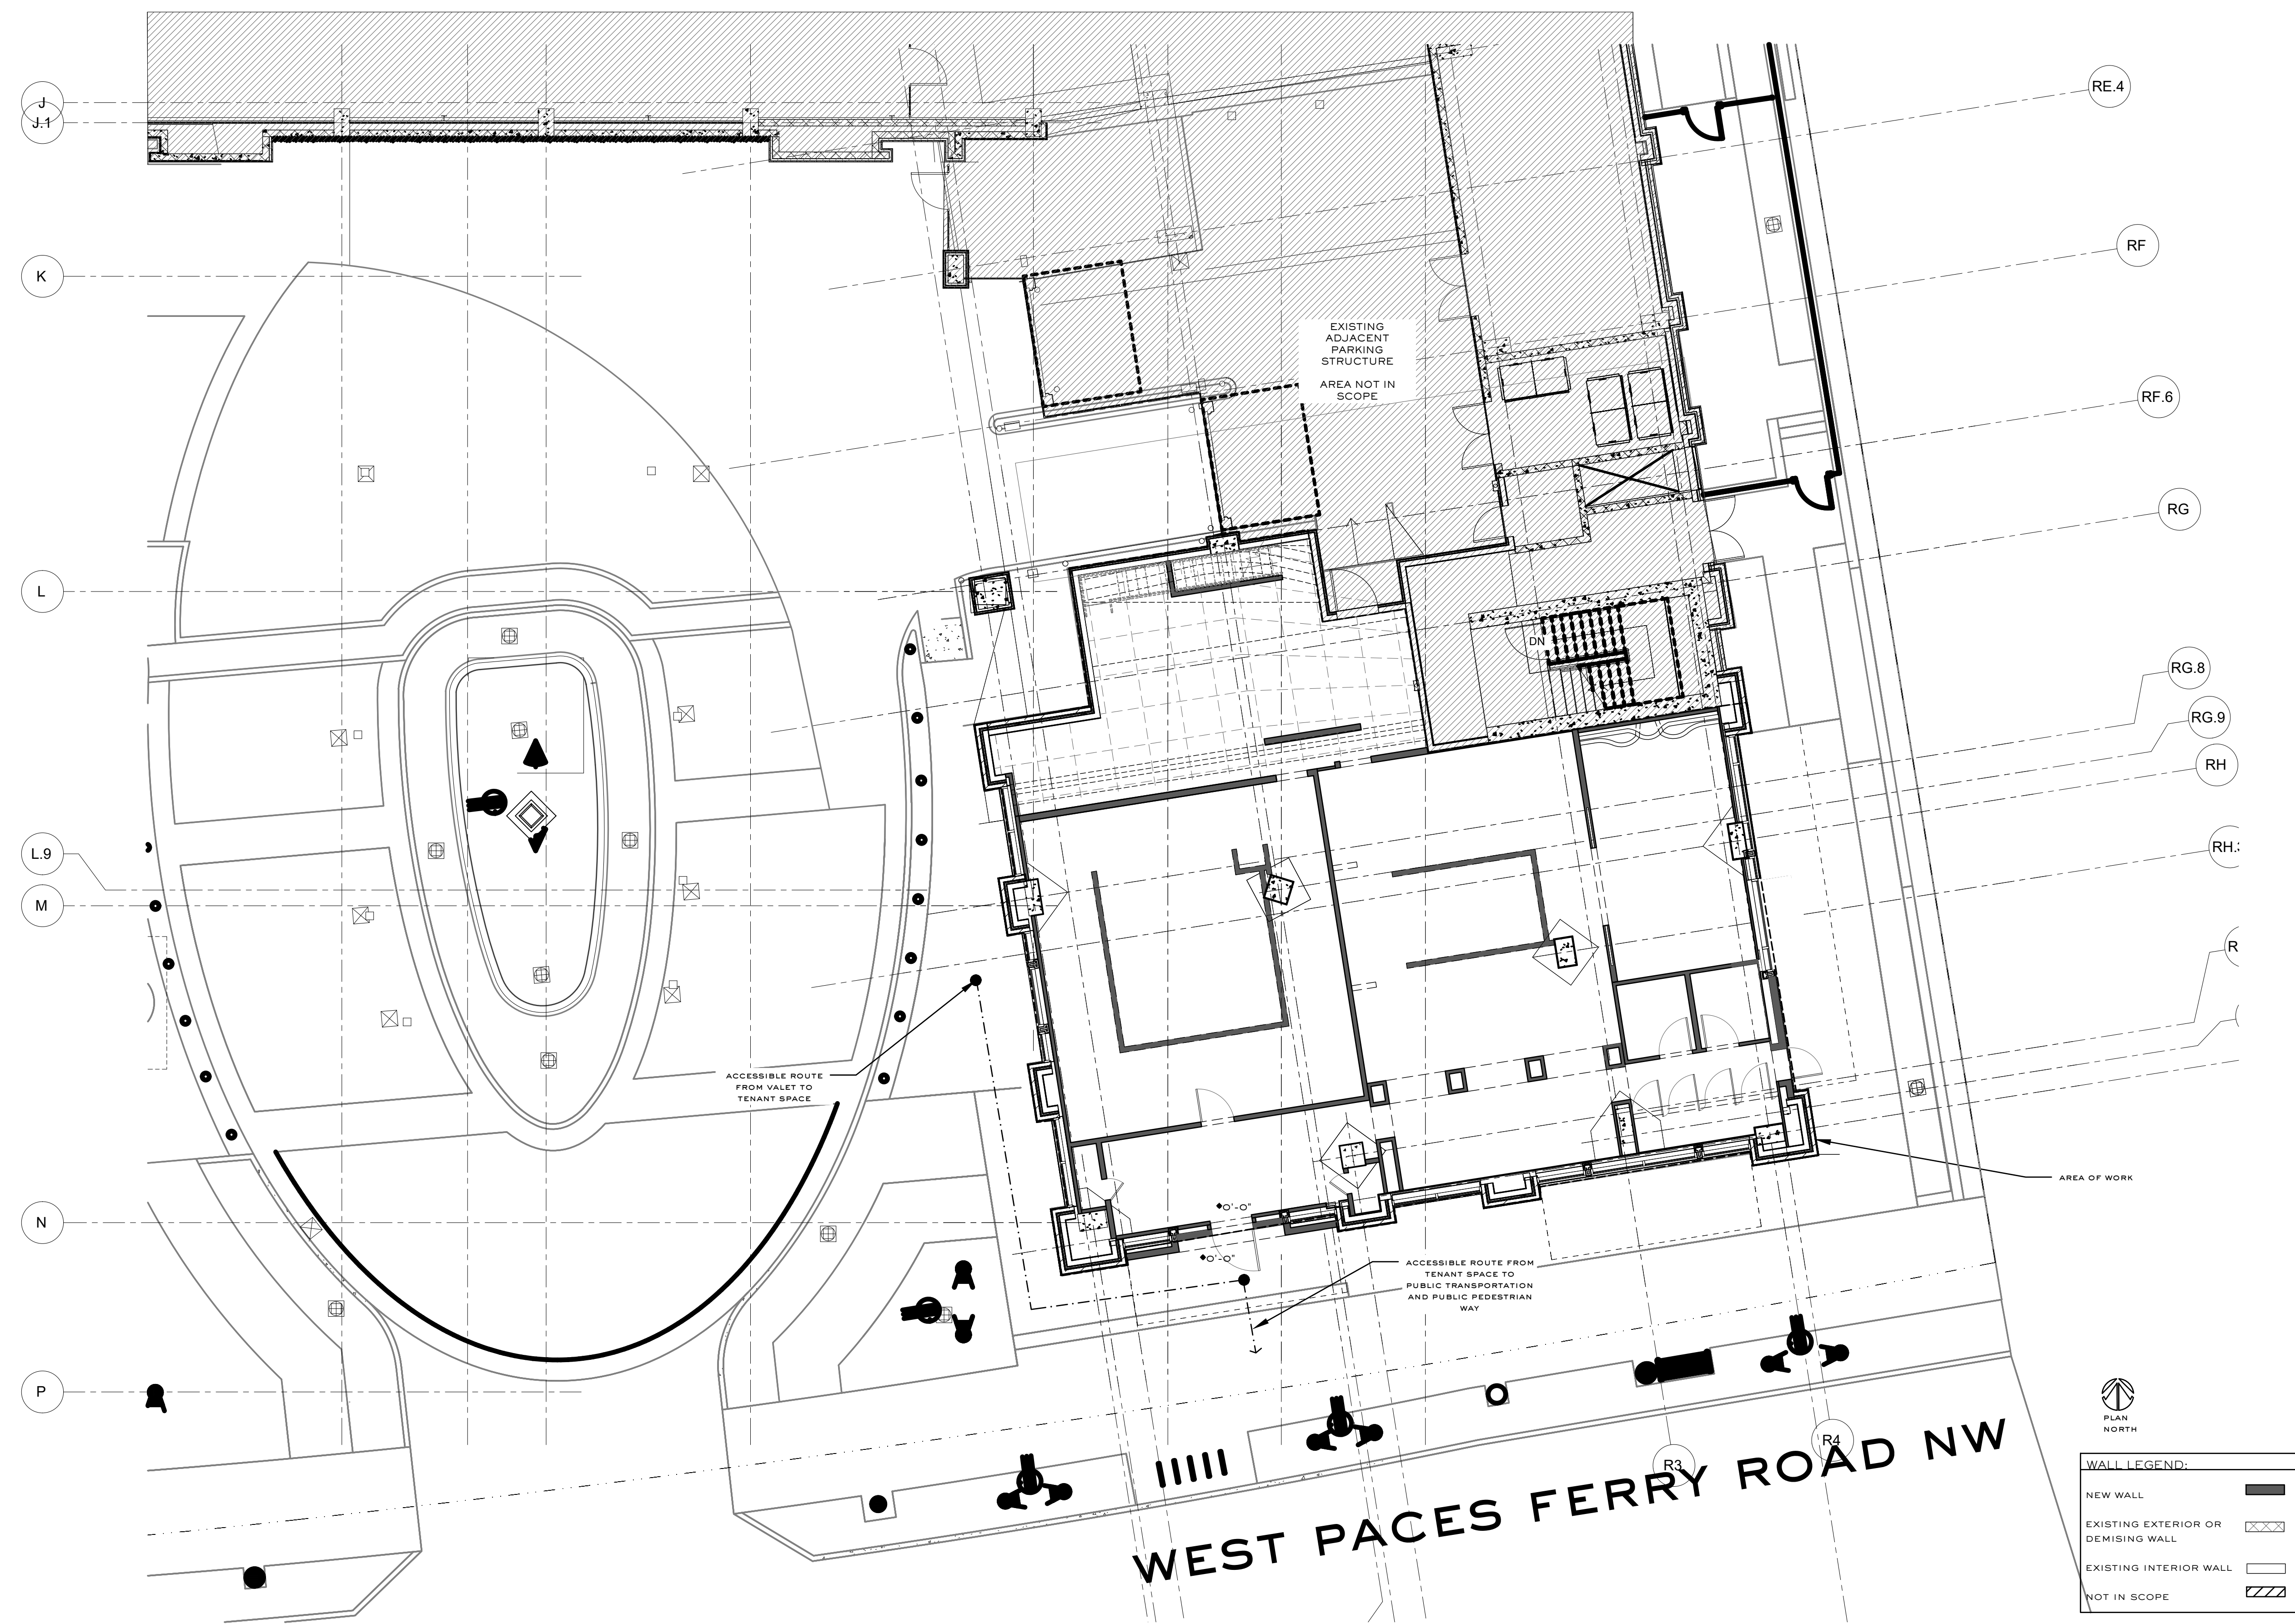 J
J.1
K
L
L.9
M
N
P
RE.4
RF
RF.6
RG
RG.8
RG.9
RH
RH.
R
EXISTING
ADJACENT
PARKING
STRUCTURE
AREA NOT IN
SCOPE
DN
ACCESSIBLE ROUTE
FROM VALET TO
TENANT SPACE
AREA OF WORK
0'-0"
0'-0"
ACCESSIBLE ROUTE FROM
TENANT SPACE TO
PUBLIC TRANSPORTATION
AND PUBLIC PEDESTRIAN
WAY
R3
R4
WEST PACES FERRY ROAD NW
PLAN
NORTH
WALL LEGEND:
NEW WALL
EXISTING EXTERIOR OR
DEMISING WALL
EXISTING INTERIOR WALL
NOT IN SCOPE